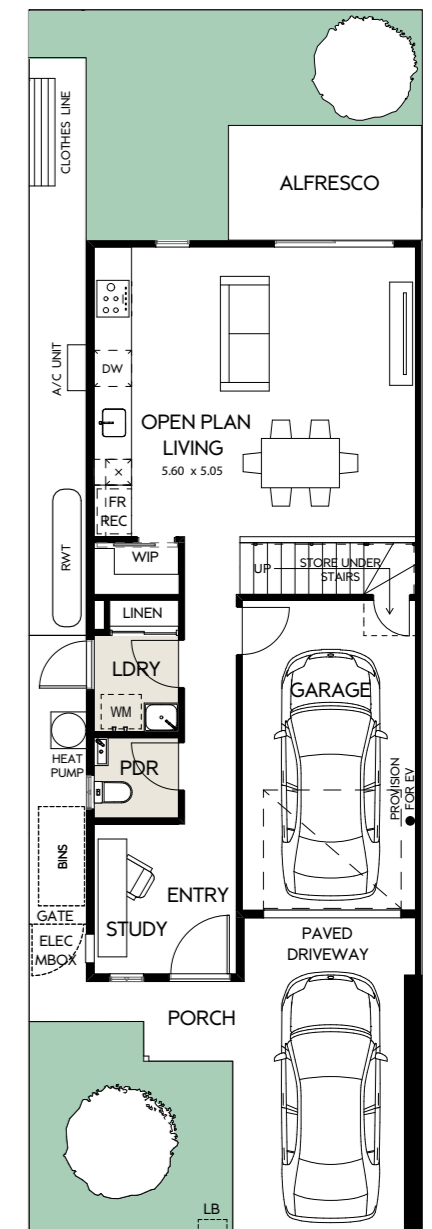 CLOTHES LINE
ALFRESCO
A/C UNIT
DW
OPEN PLAN
LIVING
5.60 x 5.05
FR
REC
WIP
RWT
UP
STORE UNDER
STAIRS
LINEN
LDRY
WM
GARAGE
HEAT
PUMP
PDR
PROVISION
FOR EV
BINS
ENTRY
STUDY
GATE
ELEC
MBOX
PAVED
DRIVEWAY
PORCH
LB